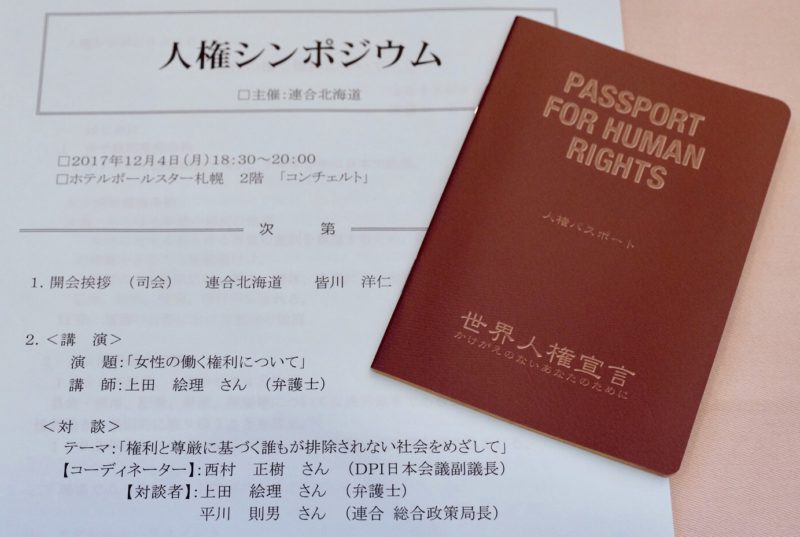 人権シンポジウム
□主催：連合北海道
□2017年12月4日（月）18：30～20：00
□ホテルポールスター札幌　2階　「コンチェルト」
次　第
1. 開会挨拶　（司会）　連合北海道　皆川　洋仁
2. ＜講　演＞
演　題：「女性の働く権利について」
講　師：上田　絵理　さん　（弁護士）
＜対　談＞
テーマ：「権利と尊厳に基づく誰もが排除されない社会をめざして」
【コーディネーター】：西村　正樹　さん　（DPI日本会議副議長）
【対談者】：上田　絵理　さん　（弁護士）
平川　則男　さん　（連合 総合政策局長）
PASSPORT
FOR HUMAN
RIGHTS
人権パスポート
世界人権宣言
かけがえのないあなたのために